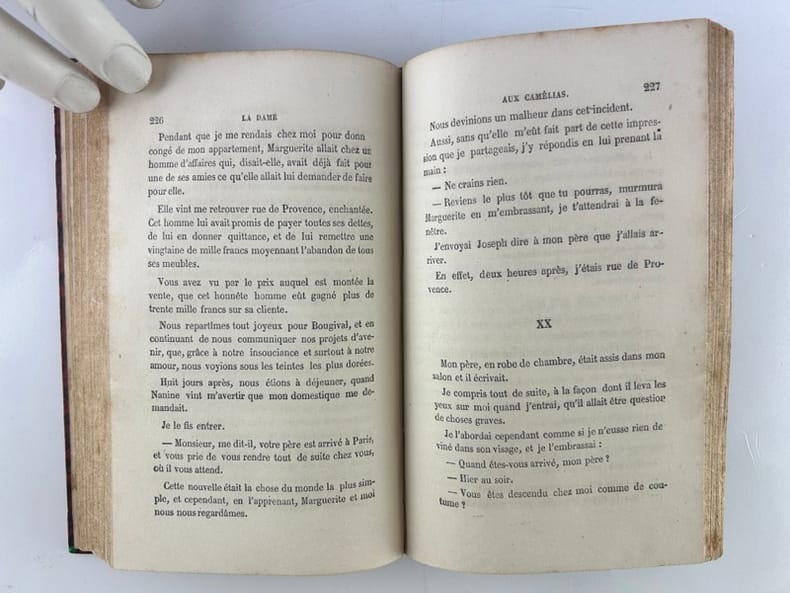 226
LA DAME
Pendant que je me rendais chez moi pour donn
congé de mon appartement, Marguerite allait chez un
homme d'affaires qui, disait-elle, avait déjà fait pour
une de ses amies ce qu'elle allait lui demander de faire
pour elle.
Elle vint me retrouver rue de Provence, enchantée.
Cet homme lui avait promis de payer toutes ses dettes,
de lui en donner quittance, et de lui remettre une
vingtaine de mille francs moyennant l'abandon de tous
ses meubles.
Vous avez vu par le prix auquel est montée la
vente, que cet honnête homme eût gagné plus de
trente mille francs sur sa cliente.
Nous repartîmes tout joyeux pour Bougival, et en
continuant de nous communiquer nos projets d'ave-
nir, que, grâce à notre insouciance et surtout à notre
amour, nous voyions sous les teintes les plus dorées.
Huit jours après, nous étions à déjeuner, quand
Nanine vint m'avertir que mon domestique me de-
mandait.
Je le fis entrer.
— Monsieur, me dit-il, votre père est arrivé à Paris,
et vous prie de vous rendre tout de suite chez vous,
où il vous attend.
Cette nouvelle était la chose du monde la plus sim-
ple, et cependant, en l'apprenant, Marguerite et moi
nous nous regardâmes.
AUX CAMÉLIAS.
227
Nous devinions un malheur dans cet incident.
Aussi, sans qu'elle m'eût fait part de cette impres-
sion que je partageais, j'y répondis en lui prenant la
main :
— Ne crains rien.
— Reviens le plus tôt que tu pourras, murmura
Marguerite en m'embrassant, je t'attendrai à la fe-
nêtre.
J'envoyai Joseph dire à mon père que j'allais ar-
river.
En effet, deux heures après, j'étais rue de Pro-
vence.
XX
Mon père, en robe de chambre, était assis dans mon
salon et il écrivait.
Je compris tout de suite, à la façon dont il leva les
yeux sur moi quand j'entrai, qu'il allait être question
de choses graves.
Je l'abordai cependant comme si je n'eusse rien de
viné dans son visage, et je l'embrassai :
— Quand êtes-vous arrivé, mon père ?
— Hier au soir.
— Vous êtes descendu chez moi comme de cou-
tume ?